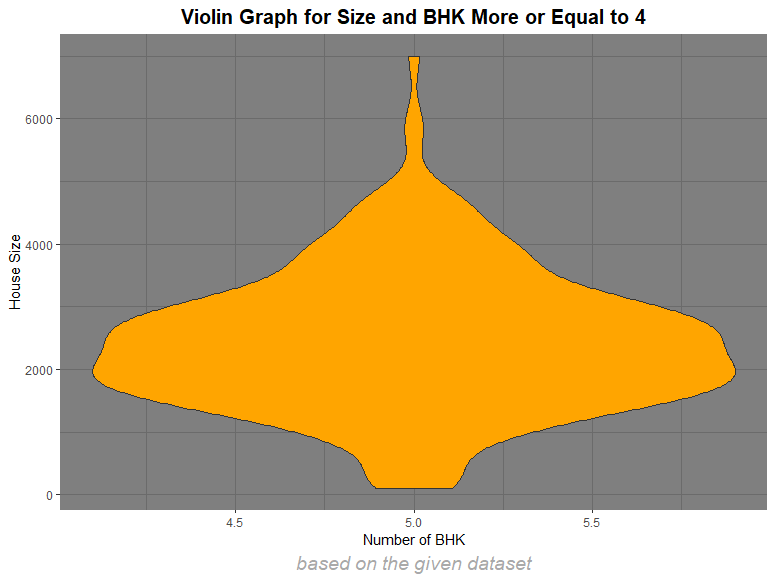 Violin Graph for Size and BHK More or Equal to 4
House Size
6000
4000
2000
0
4.5 5.0 5.5
Number of BHK
based on the given dataset